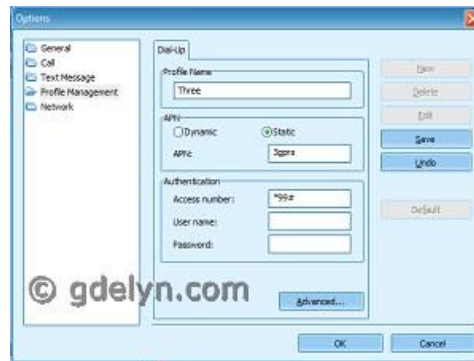 Options
General
Call
Text Message
Profile Management
Network
Dial-Up
Profile Name
Three
APN
Dynamic
Static
APN:
3gprs
Authentication
Access number:
*99#
User name:
Password:
Advanced...
New
Delete
Edit
Save
Undo
Default
© gdelyn.com
OK
Cancel